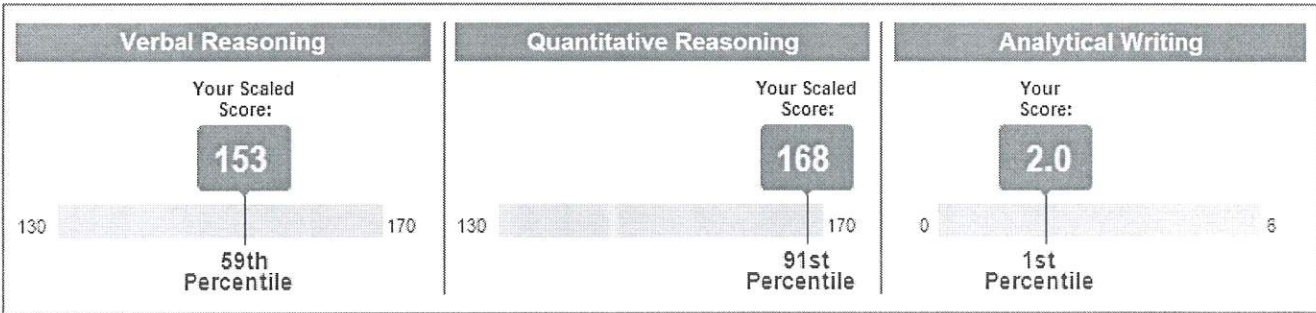 Verbal Reasoning
Your Scaled
Score:
153
130
170
59th
Percentile
Quantitative Reasoning
Your Scaled
Score:
168
130
170
91st
Percentile
Analytical Writing
Your
Score:
2.0
0
6
1st
Percentile